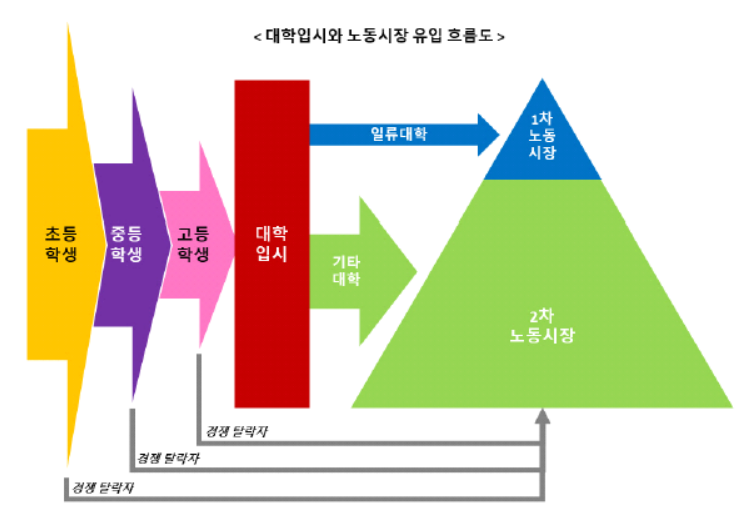 < 대학입시와 노동시장 유입 흐름도 >
일류대학
1차
노동
시장
초등
학생
중등
학생
고등
학생
대학
입시
기타
대학
2차
노동시장
경쟁 탈락자
경쟁 탈락자
경쟁 탈락자